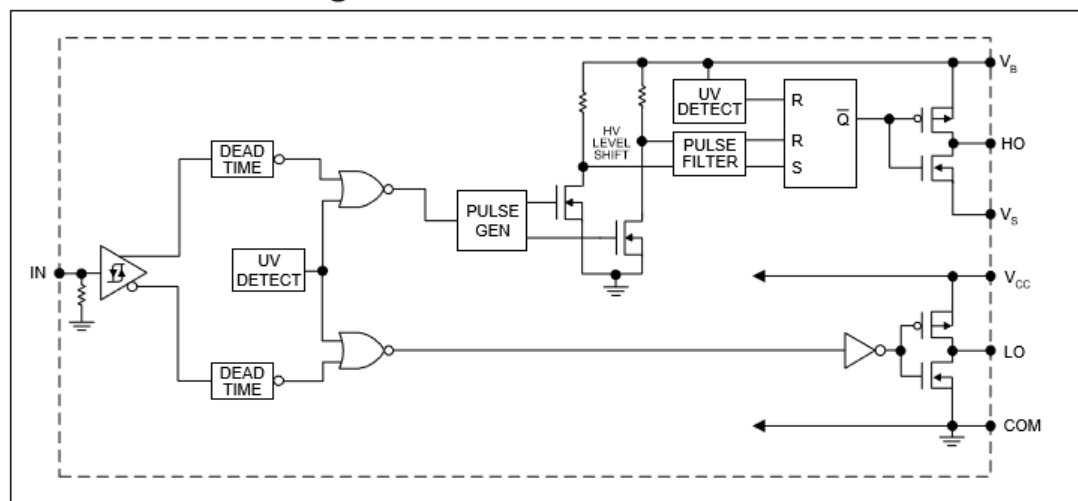 V_B
UV
DETECT
R
Q̅
HV
LEVEL
SHIFT
PULSE
FILTER
R
S
HO
DEAD
TIME
PULSE
GEN
V_S
IN
UV
DETECT
V_CC
DEAD
TIME
LO
COM